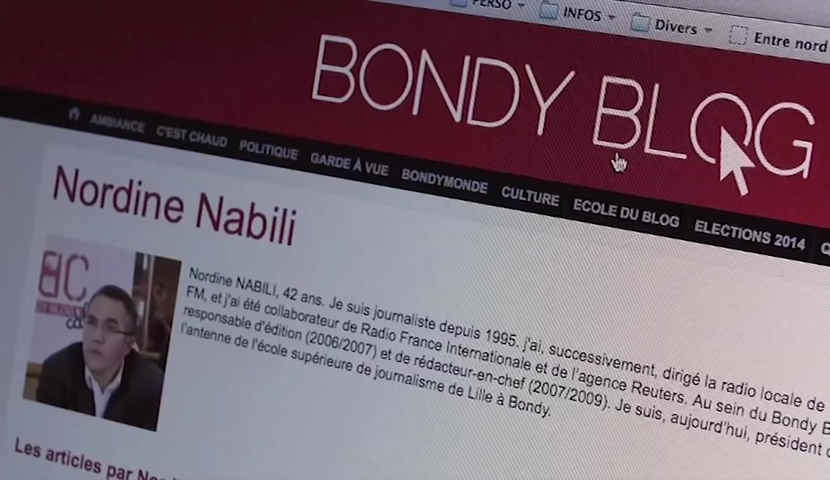 PERSO INFOS Divers Entre nord
BONDY BLOG
AMBIANCE C'EST CHAUD POLITIQUE GARDE À VUE BONDYMONDE CULTURE ECOLE DU BLOG ELECTIONS 2014
Nordine Nabili
Nordine NABILI, 42 ans. Je suis journaliste depuis 1995. j'ai, successivement, dirigé la radio locale de
FM, et j'ai été collaborateur de Radio France Internationale et de l'agence Reuters. Au sein du Bondy B
responsable d'édition (2006/2007) et de rédacteur-en-chef (2007/2009). Je suis, aujourd'hui, président
l'antenne de l'école supérieure de journalisme de Lille à Bondy.
Les articles par